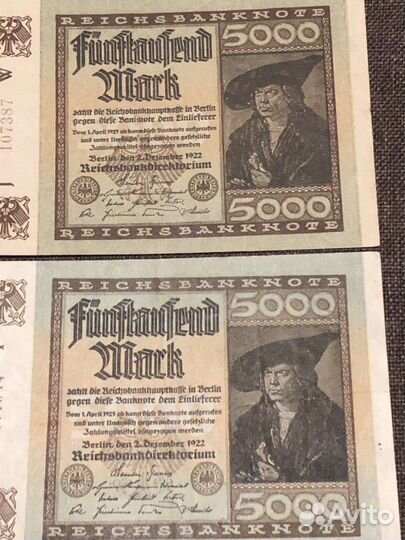 REICHSBANKNOTE
107387
Fünftausend
Mark
5000
zahlt die Reichsbankhauptkasse in Berlin
gegen diese Banknote dem Einlieferer
Vom 1. April 1923 ab kann diese Banknote aufgerufen
und unter Umtausch gegen andere gesetzliche
Zahlungsmittel eingezogen werden
Berlin, den 2. Dezember 1922
Reichsbankdirektorium
5000
REICHSBANKNOTE
REICHSBANKNOTE
Fünftausend
Mark
5000
zahlt die Reichsbankhauptkasse in Berlin
gegen diese Banknote dem Einlieferer
Vom 1. April 1923 ab kann diese Banknote aufgerufen
und unter Umtausch gegen andere gesetzliche
Zahlungsmittel eingezogen werden
Berlin, den 2. Dezember 1922
Reichsbankdirektorium
5000
REICHSBANKNOTE
Avito